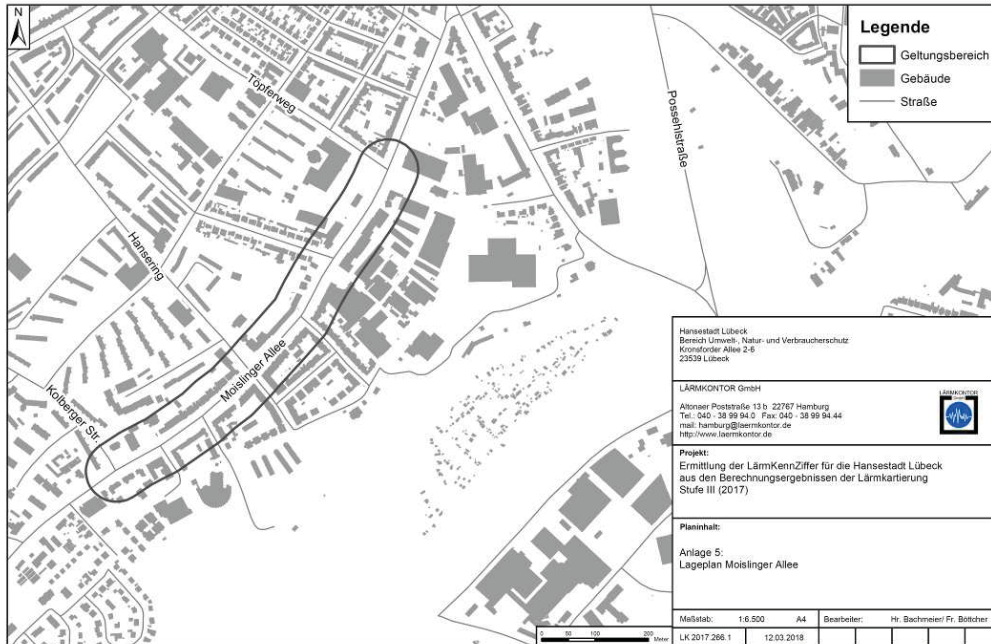 N
Töpferweg
Possehlstraße
Hansering
Moislinger Allee
Kolberger Str.
Legende
Geltungsbereich
Gebäude
Straße
Hansestadt Lübeck
Bereich Umwelt-, Natur- und Verbraucherschutz
Kronsforder Allee 2-6
23539 Lübeck
LÄRMKONTOR GmbH
Altonaer Poststraße 13 b 22767 Hamburg
Tel.: 040 - 38 99 94.0 Fax: 040 - 38 99 94.44
mail: hamburg@laermkontor.de
http://www.laermkontor.de
LÄRMKONTOR
GmbH
Projekt:
Ermittlung der LärmKennZiffer für die Hansestadt Lübeck
aus den Berechnungsergebnissen der Lärmkartierung
Stufe III (2017)
Planinhalt:
Anlage 5:
Lageplan Moislinger Allee
Maßstab: 1:6.500 A4 Bearbeiter: Hr. Bachmeier/ Fr. Böttcher
LK 2017.266.1 12.03.2018
0 50 100 200
Meter